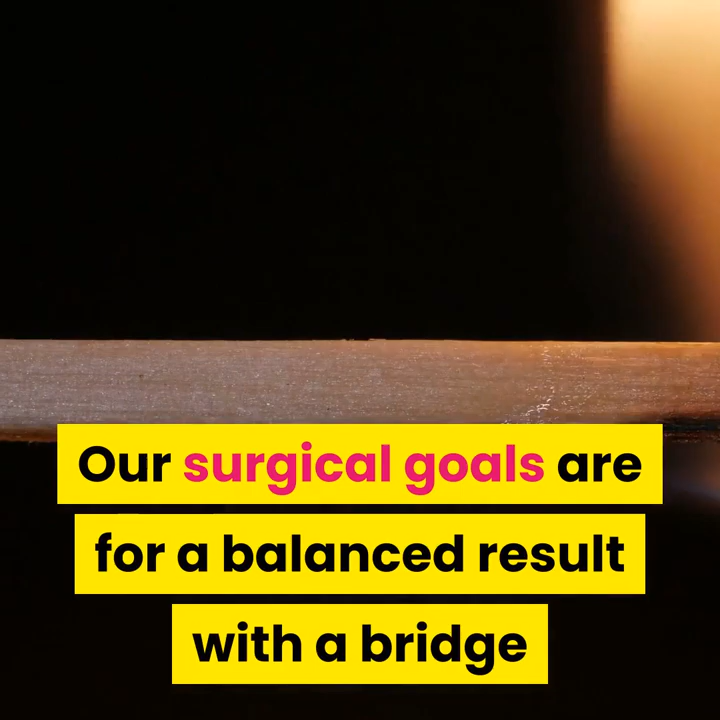 Our surgical goals are
for a balanced result
with a bridge